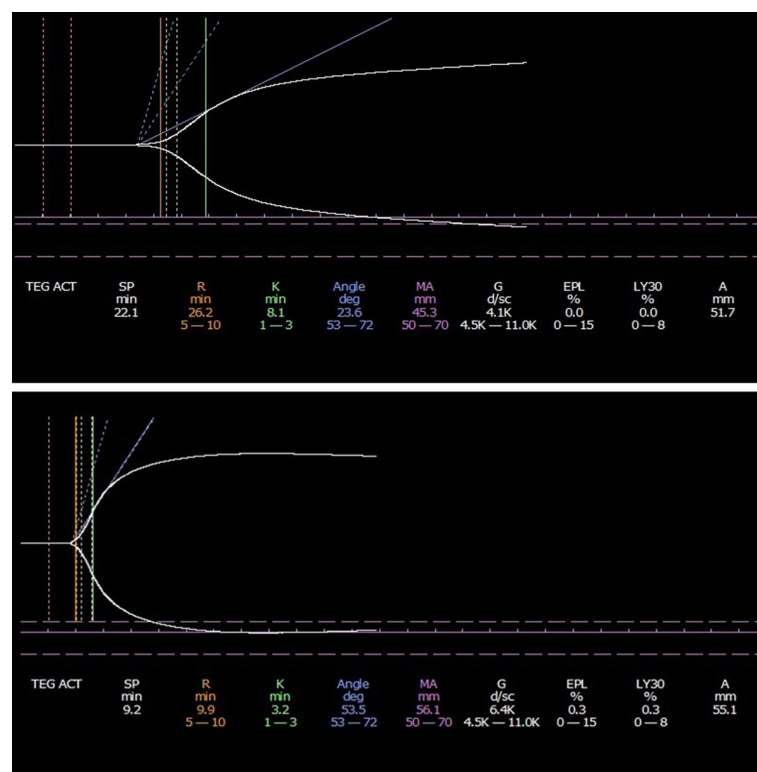 TEG ACT SP R K Angle MA G EPL LY30 A
min min min deg mm d/sc % % mm
22.1 26.2 8.1 23.6 45.3 4.1K 0.0 0.0 51.7
5 — 10 1 — 3 53 — 72 50 — 70 4.5K — 11.0K 0 — 15 0 — 8
TEG ACT SP R K Angle MA G EPL LY30 A
min min min deg mm d/sc % % mm
9.2 9.9 3.2 53.5 56.1 6.4K 0.3 0.3 55.1
5 — 10 1 — 3 53 — 72 50 — 70 4.5K — 11.0K 0 — 15 0 — 8